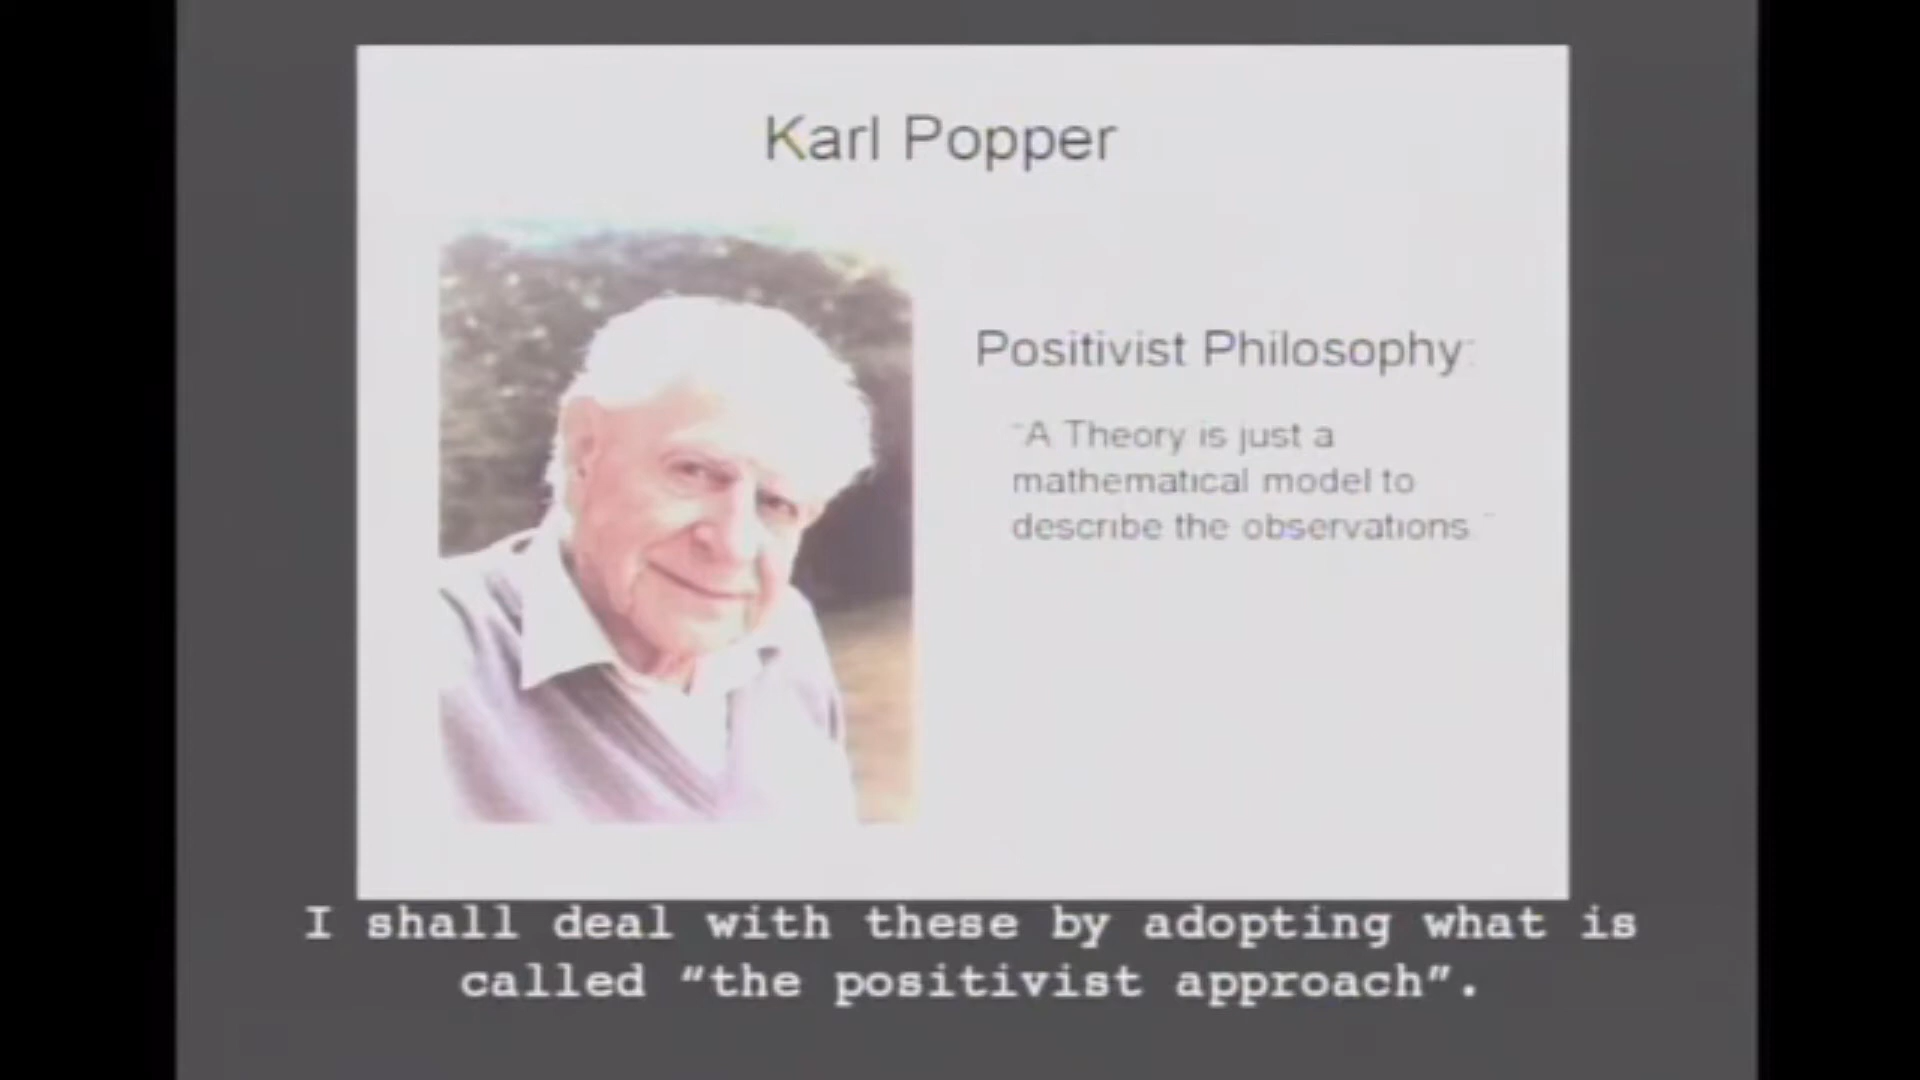 Karl Popper
Positivist Philosophy:
"A Theory is just a
mathematical model to
describe the observations."
I shall deal with these by adopting what is
called "the positivist approach".